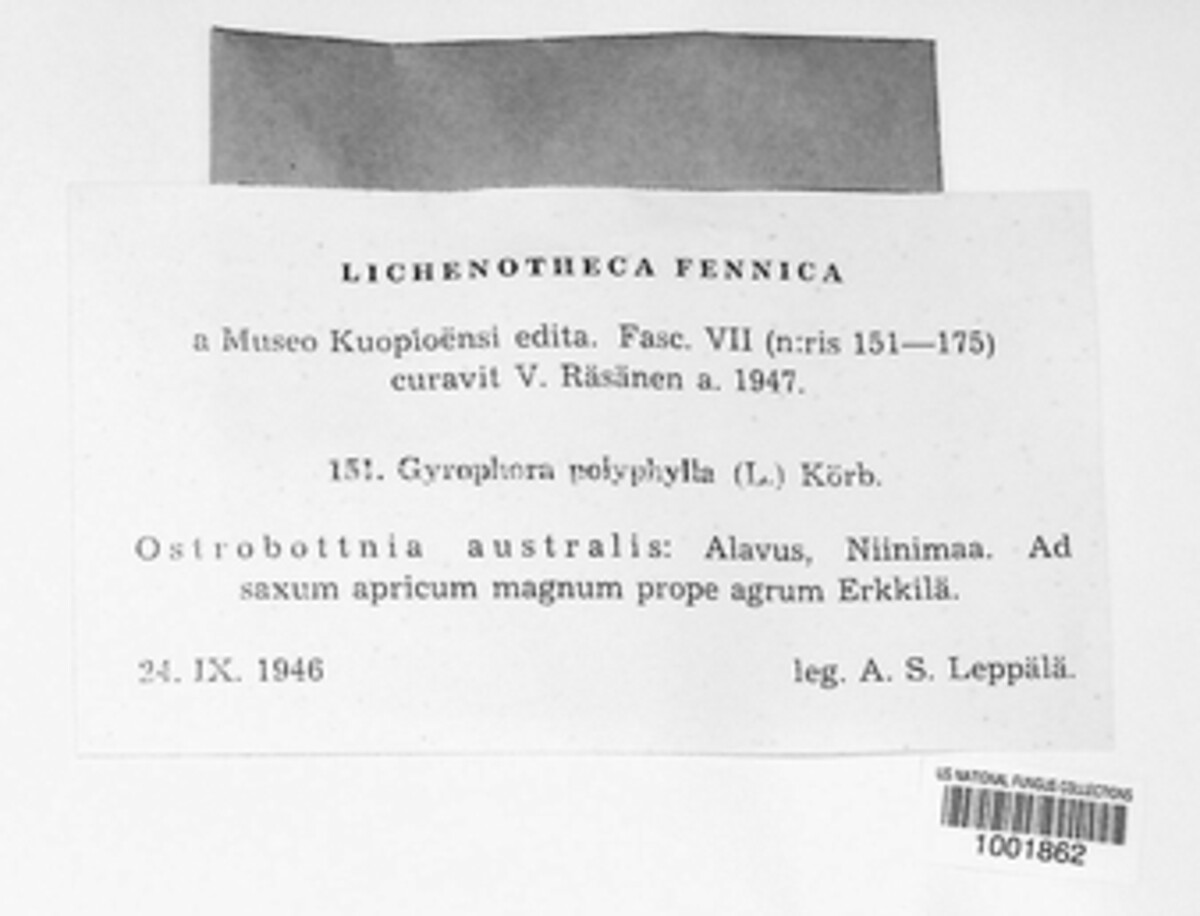 LICHENOTHECA FENNICA
a Museo Kuopioënsi edita. Fasc. VII (n:ris 151—175)
curavit V. Räsänen a. 1947.
151. Gyrophora polyphylla (L.) Körb.
Ostrobottnia australis: Alavus, Niinimaa. Ad
saxum apricum magnum prope agrum Erkkilä.
24. IX. 1946 leg. A. S. Leppälä.
US NATIONAL FUNGUS COLLECTIONS
1001862